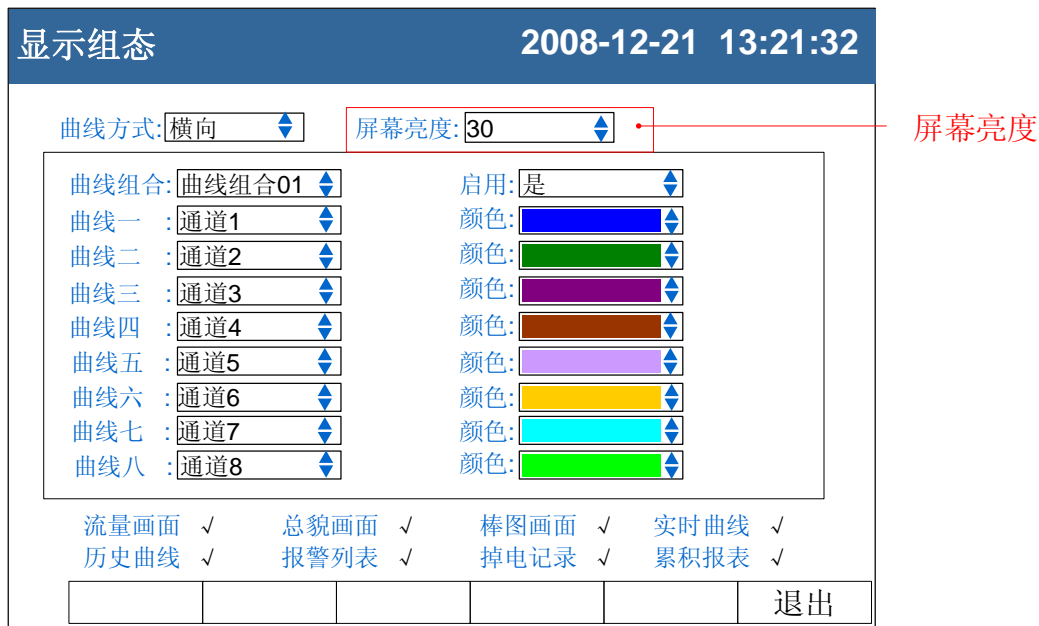 显示组态 2008-12-21 13:21:32
曲线方式: 横向 屏幕亮度: 30 屏幕亮度
曲线组合: 曲线组合01 启用: 是
曲线一 : 通道1 颜色:
曲线二 : 通道2 颜色:
曲线三 : 通道3 颜色:
曲线四 : 通道4 颜色:
曲线五 : 通道5 颜色:
曲线六 : 通道6 颜色:
曲线七 : 通道7 颜色:
曲线八 : 通道8 颜色:
流量画面 √ 总貌画面 √ 棒图画面 √ 实时曲线 √
历史曲线 √ 报警列表 √ 掉电记录 √ 累积报表 √
退出